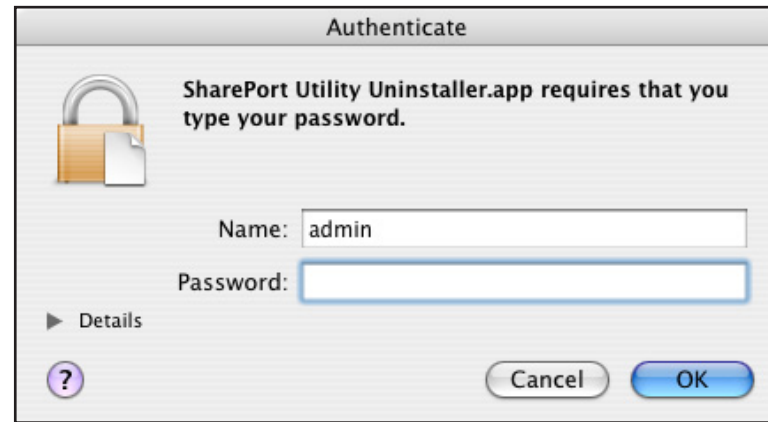 Authenticate
SharePort Utility Uninstaller.app requires that you
type your password.
Name: admin
Password:
Details
?
Cancel OK